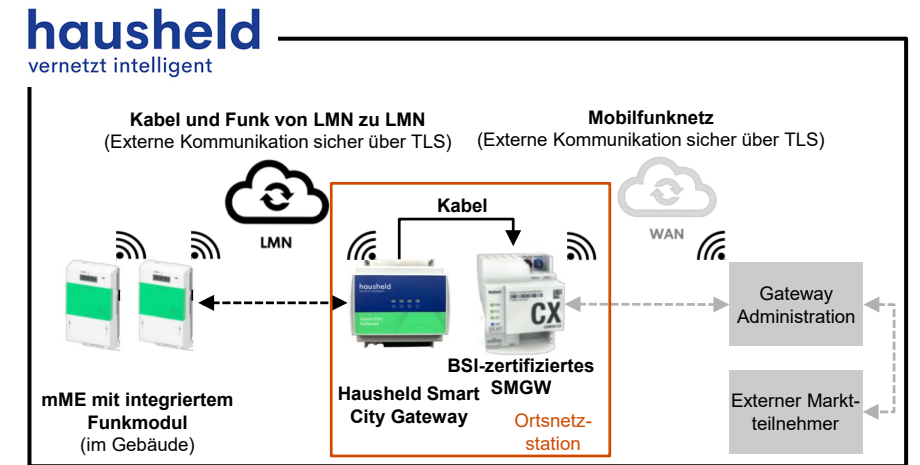 hausheld
vernetzt intelligent
Kabel und Funk von LMN zu LMN
(Externe Kommunikation sicher über TLS)
Mobilfunknetz
(Externe Kommunikation sicher über TLS)
Kabel
LMN
WAN
hausheld
CX
Gateway
Administration
BSI-zertifiziertes
SMGW
Hausheld Smart
City Gateway
mME mit integriertem
Funkmodul
(im Gebäude)
Ortsnetz-
station
Externer Markt-
teilnehmer